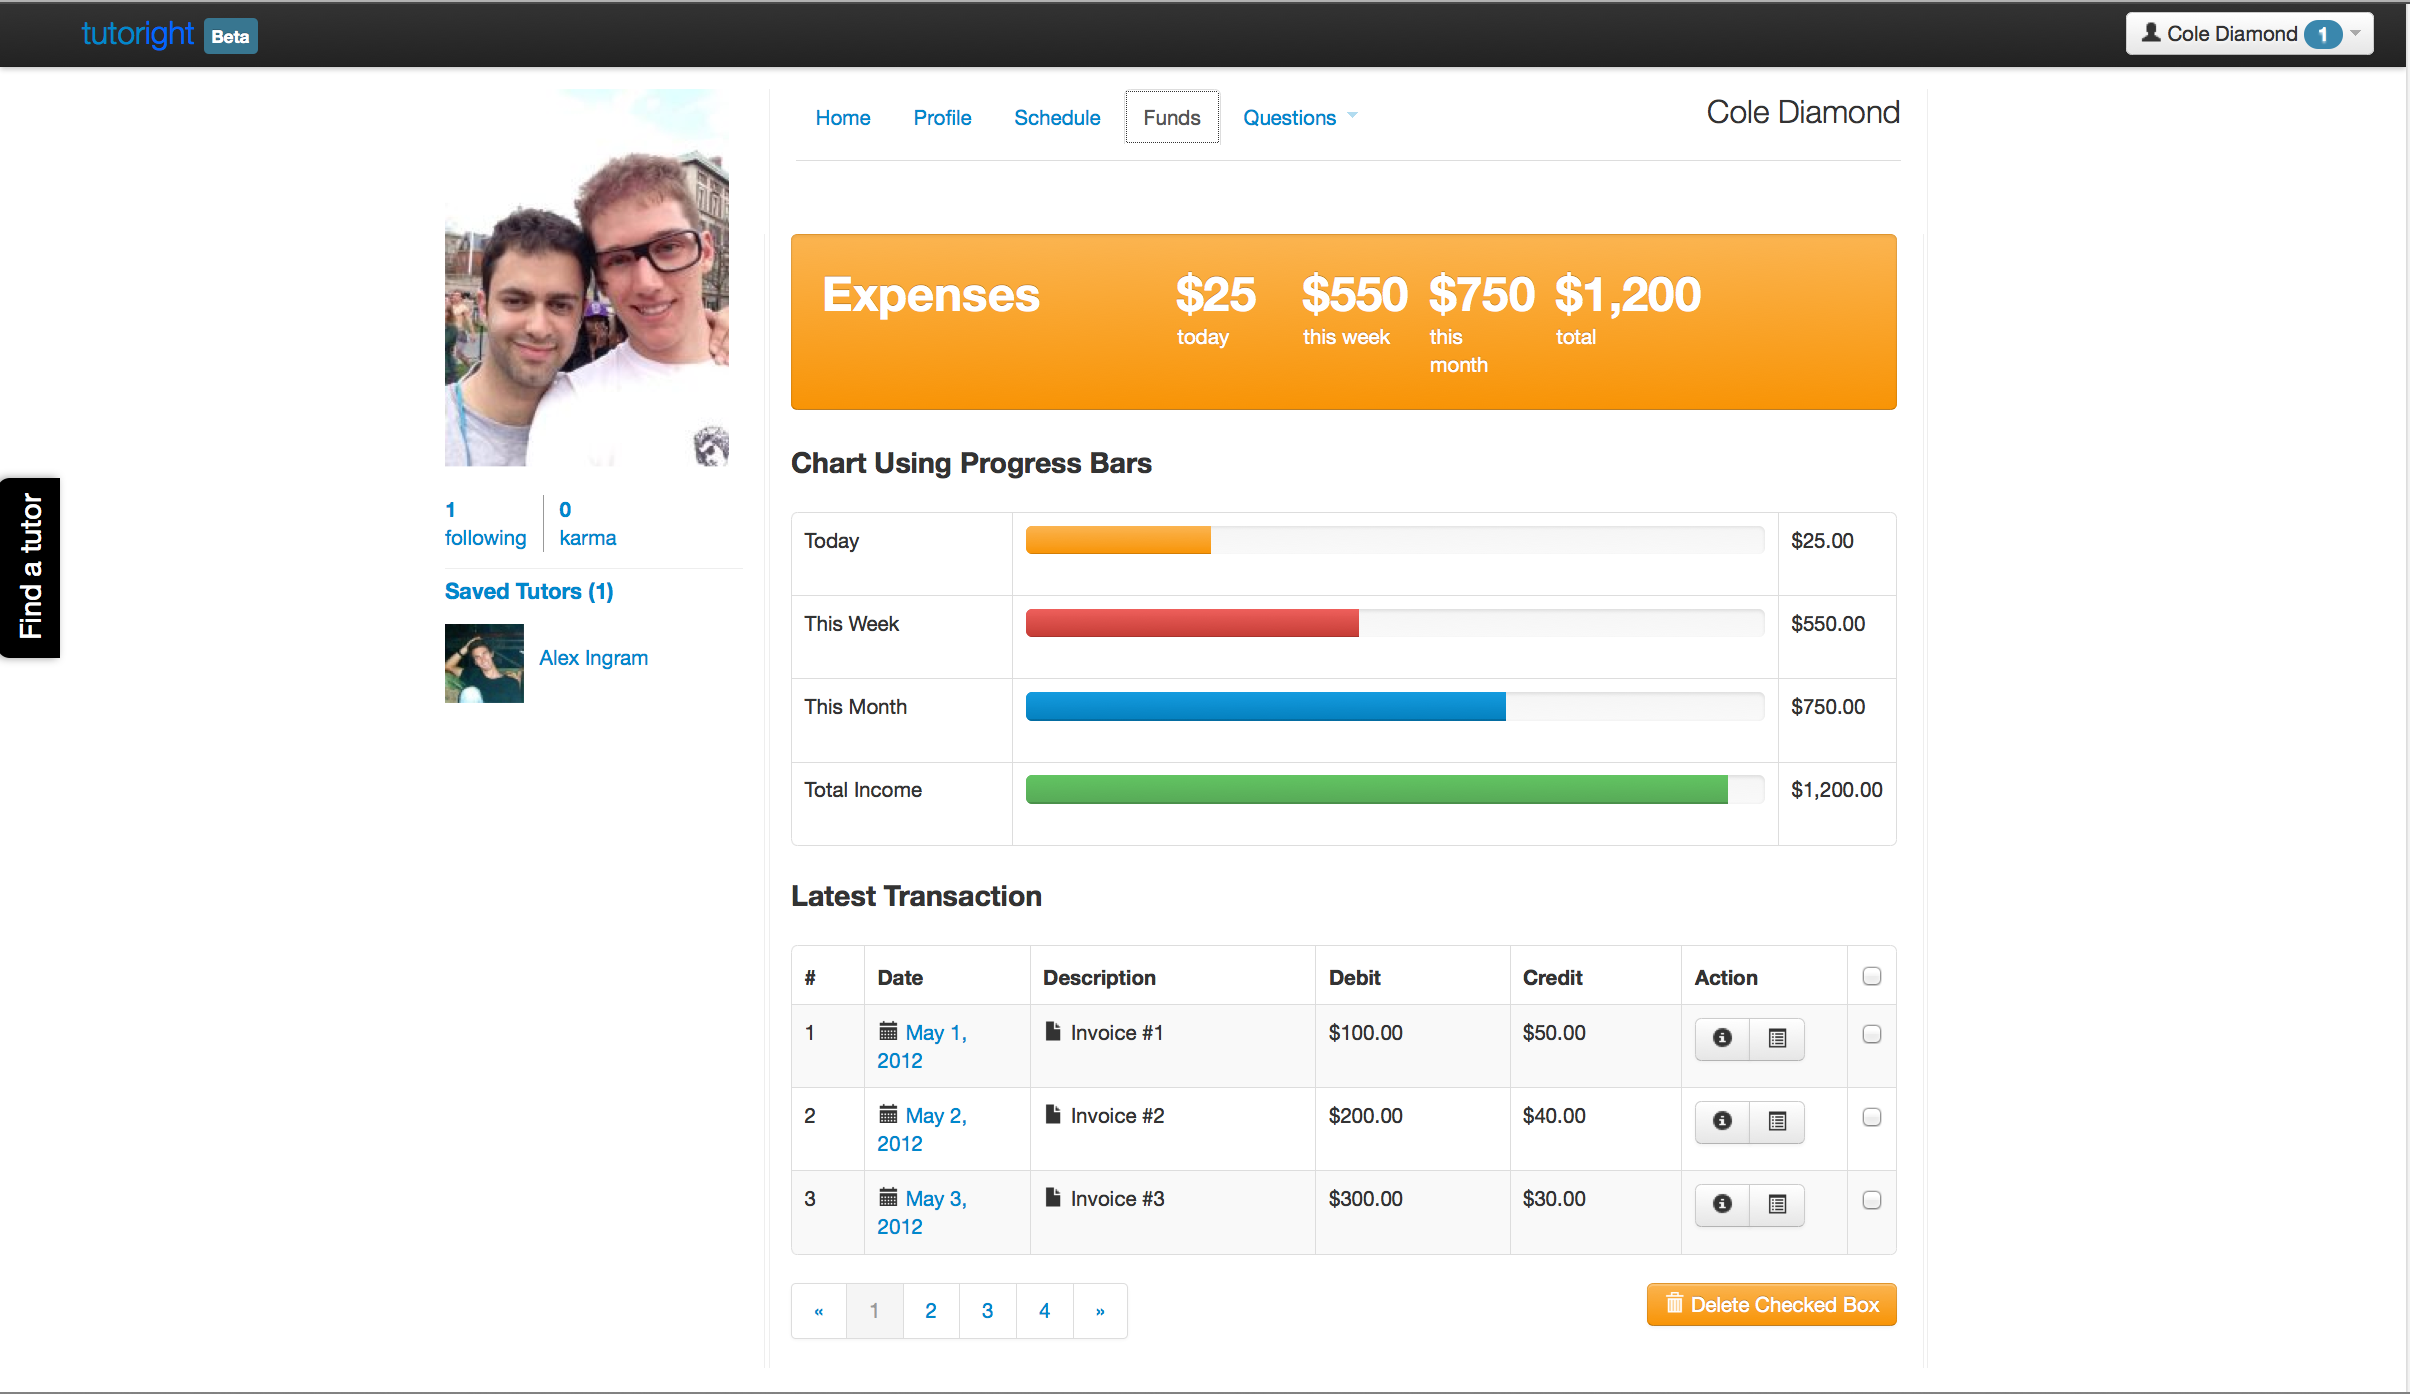 tutoright Beta
Cole Diamond 1
Home Profile Schedule Funds Questions
Cole Diamond
Expenses
$25 $550 $750 $1,200
today this week this total
month
Chart Using Progress Bars
Today $25.00
This Week $550.00
This Month $750.00
Total Income $1,200.00
Find a tutor
1 0
following karma
Saved Tutors (1)
Alex Ingram
Latest Transaction
# Date Description Debit Credit Action
1 May 1, Invoice #1 $100.00 $50.00
2012
2 May 2, Invoice #2 $200.00 $40.00
2012
3 May 3, Invoice #3 $300.00 $30.00
2012
« 1 2 3 4 »
Delete Checked Box